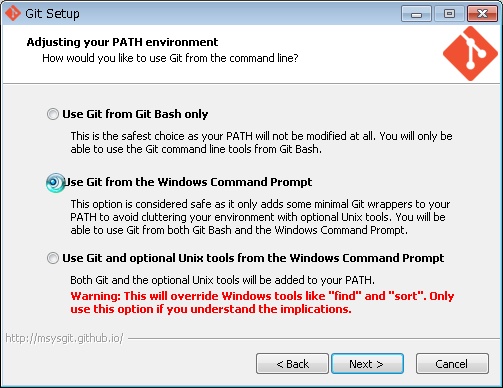 Git Setup
Adjusting your PATH environment
How would you like to use Git from the command line?
Use Git from Git Bash only
This is the safest choice as your PATH will not be modified at all. You will only be
able to use the Git command line tools from Git Bash.
Use Git from the Windows Command Prompt
This option is considered safe as it only adds some minimal Git wrappers to your
PATH to avoid cluttering your environment with optional Unix tools. You will be
able to use Git from both Git Bash and the Windows Command Prompt.
Use Git and optional Unix tools from the Windows Command Prompt
Both Git and the optional Unix tools will be added to your PATH.
Warning: This will override Windows tools like "find" and "sort". Only
use this option if you understand the implications.
http://msysgit.github.io/
< Back
Next >
Cancel